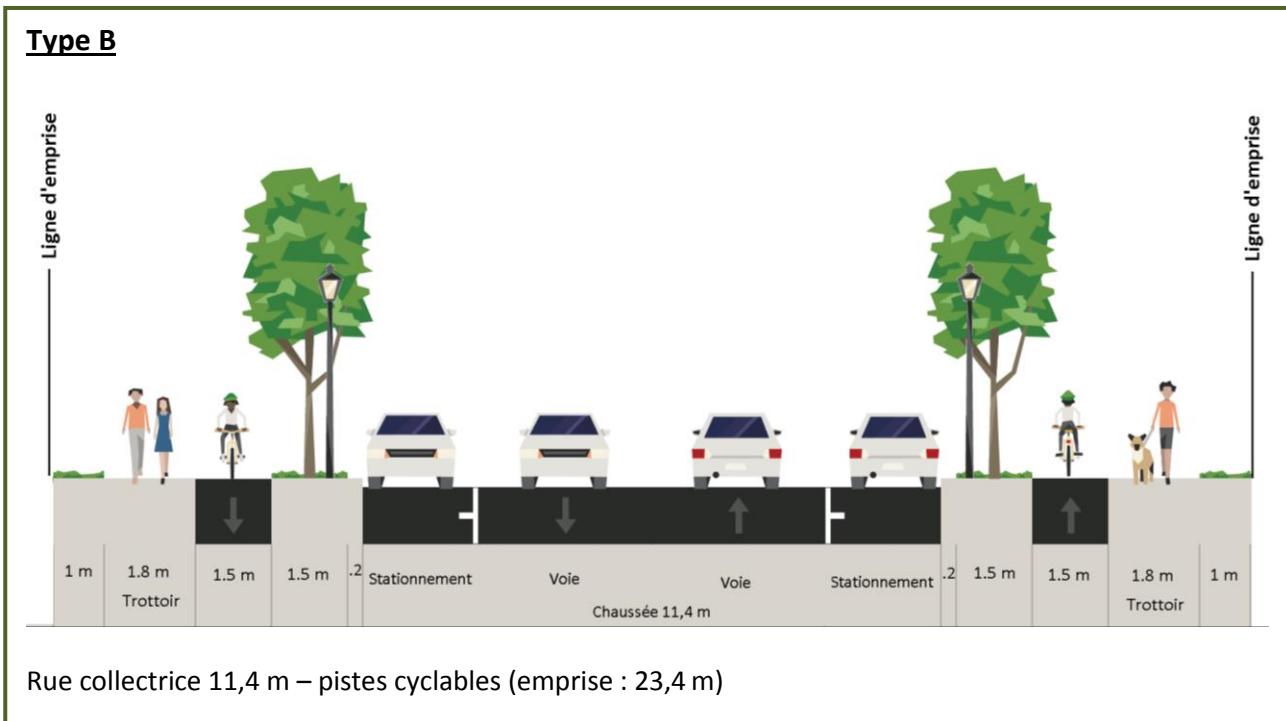 Type B
Ligne d'emprise
Ligne d'emprise
1 m
1.8 m
1.5 m
1.5 m
.2
Stationnement
Voie
Voie
Stationnement
.2
1.5 m
1.5 m
1.8 m
1 m
Trottoir
Chaussée 11,4 m
Trottoir
Rue collectrice 11,4 m – pistes cyclables (emprise : 23,4 m)